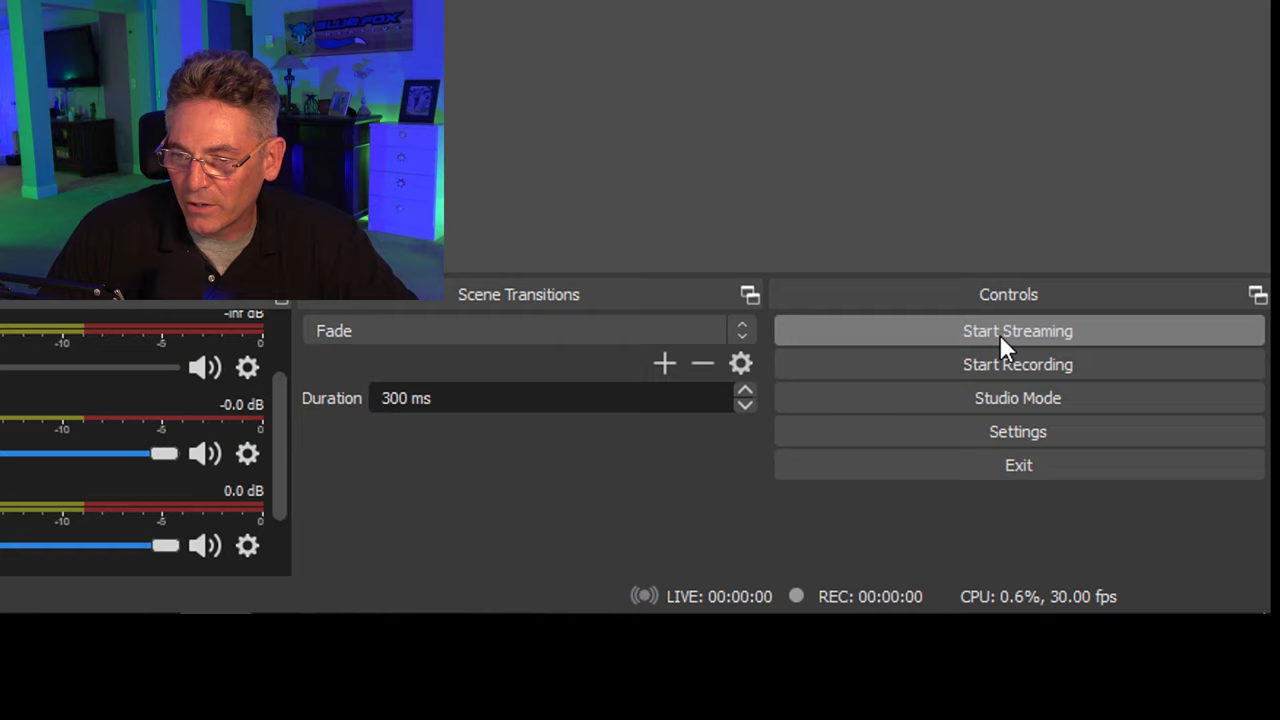 BLUE FOX
Scene Transitions
Controls
-inf dB
-10 -5 0
Fade
Start Streaming
Start Recording
-0.0 dB
Duration 300 ms
Studio Mode
-10 -5 0
Settings
Exit
0.0 dB
-10 -5 0
LIVE: 00:00:00 REC: 00:00:00 CPU: 0.6%, 30.00 fps